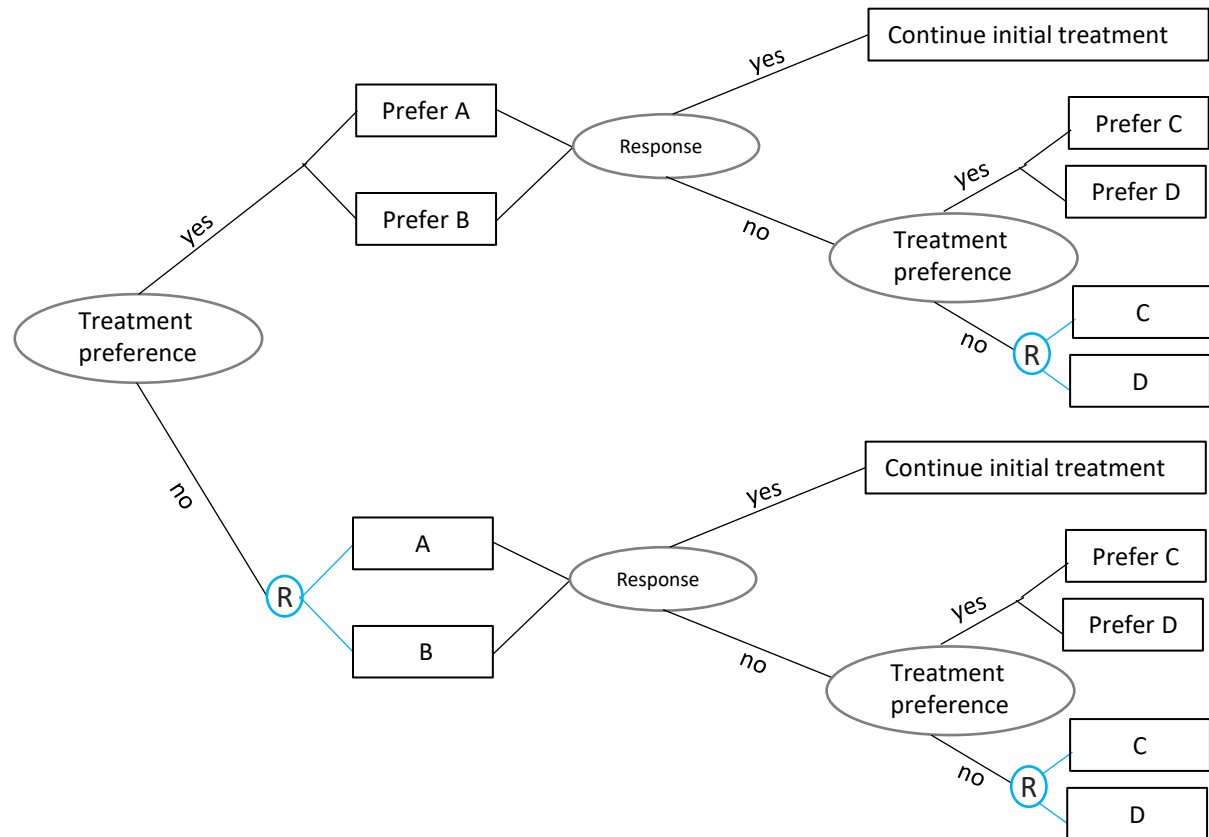 Continue initial treatment
yes
Prefer A
Response
Prefer C
yes
Prefer D
Prefer B
yes
no
Treatment
preference
C
no
R
D
Treatment
preference
Continue initial treatment
yes
no
A
Response
Prefer C
yes
Prefer D
R
B
no
Treatment
preference
C
no
R
D